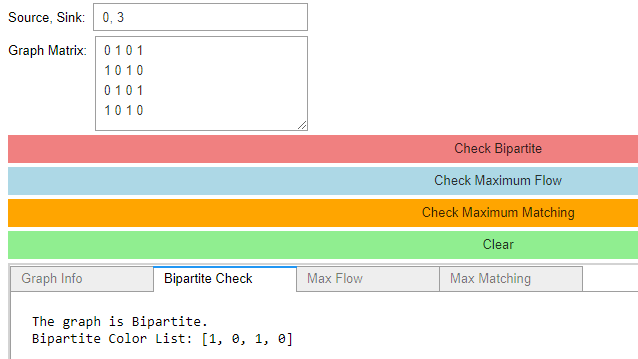 Source, Sink: 0, 3
Graph Matrix: 0 1 0 1
1 0 1 0
0 1 0 1
1 0 1 0
Check Bipartite
Check Maximum Flow
Check Maximum Matching
Clear
Graph Info Bipartite Check Max Flow Max Matching
The graph is Bipartite.
Bipartite Color List: [1, 0, 1, 0]